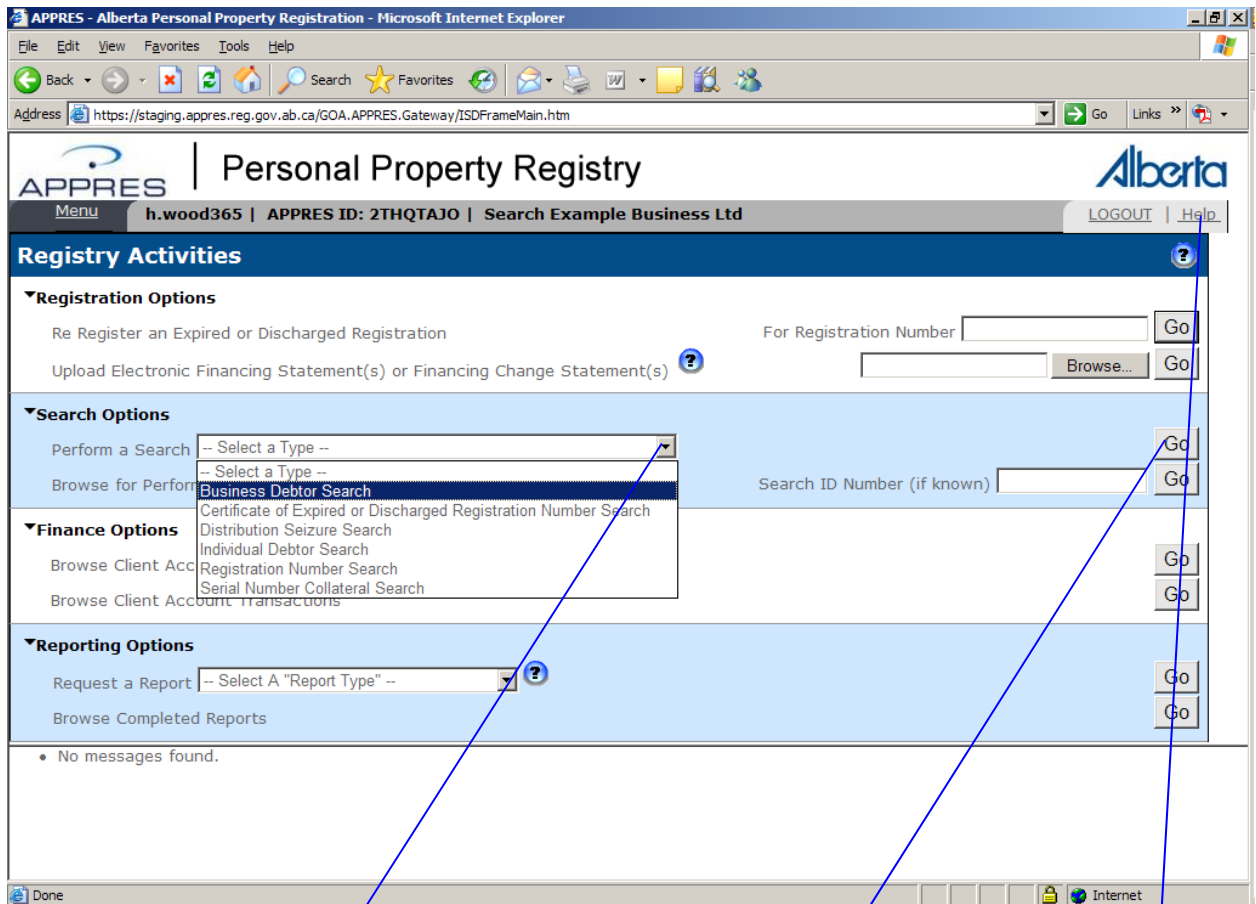 APPRES - Alberta Personal Property Registration - Microsoft Internet Explorer
File Edit View Favorites Tools Help
Back Search Favorites
Address https://staging.appres.reg.gov.ab.ca/GOA.APPRES.Gateway/ISDFrameMain.htm Go Links »
APPRES Personal Property Registry Alberta
Menu h.wood365 | APPRES ID: 2THQTAJO | Search Example Business Ltd LOGOUT | Help
Registry Activities ?
Registration Options
Re Register an Expired or Discharged Registration For Registration Number Go
Upload Electronic Financing Statement(s) or Financing Change Statement(s) ? Browse... Go
Search Options
Perform a Search -- Select a Type -- Go
-- Select a Type --
Browse for Perfor Business Debtor Search Search ID Number (if known) Go
Certificate of Expired or Discharged Registration Number Search
Finance Options Distribution Seizure Search
Individual Debtor Search
Browse Client Acc Registration Number Search Go
Serial Number Collateral Search
Browse Client Account Transactions Go
Reporting Options
Request a Report -- Select A "Report Type" -- ? Go
Browse Completed Reports Go
• No messages found.
Done Internet